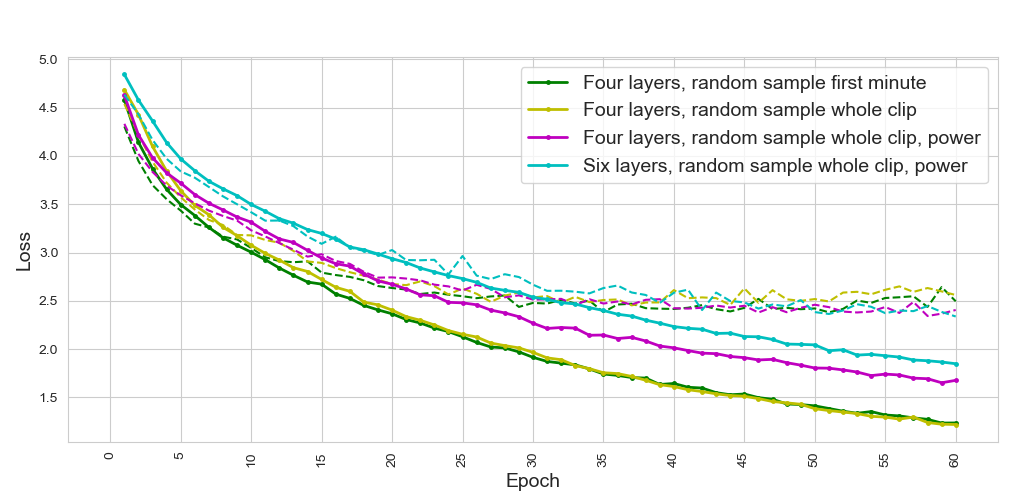 5.0
4.5
4.0
3.5
3.0
2.5
2.0
1.5
Loss
Four layers, random sample first minute
Four layers, random sample whole clip
Four layers, random sample whole clip, power
Six layers, random sample whole clip, power
0 5 10 15 20 25 30 35 40 45 50 55 60
Epoch